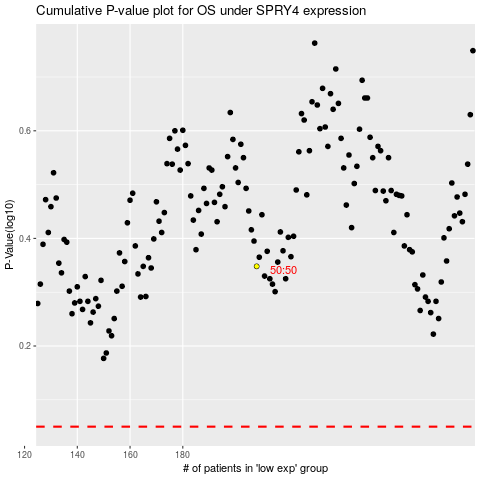 Cumulative P-value plot for OS under SPRY4 expression
P-Value(log10)
0.6
0.4
0.2
50:50
120 140 160 180
# of patients in 'low exp' group